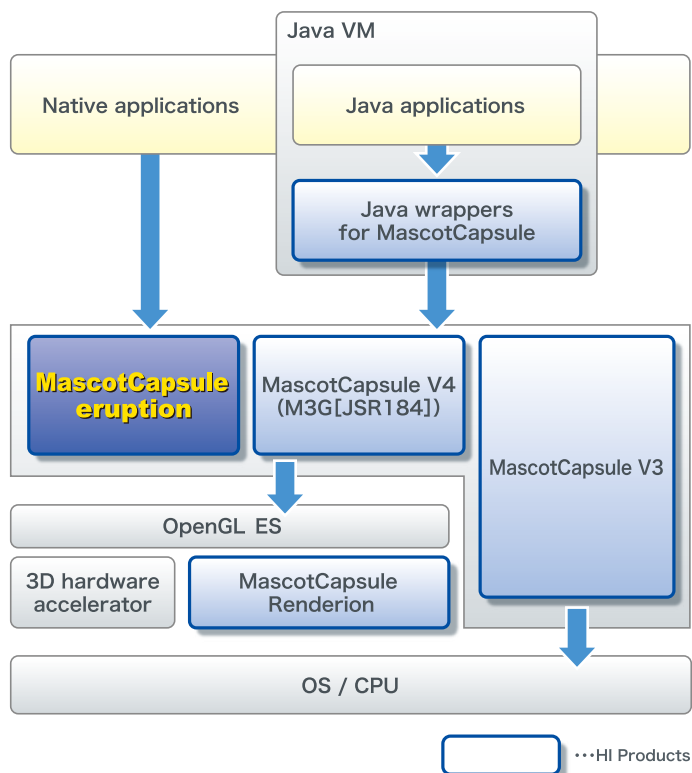 Java VM
Native applications
Java applications
Java wrappers
for MascotCapsule
MascotCapsule
eruption
MascotCapsule V4
(M3G[JSR184])
MascotCapsule V3
OpenGL ES
3D hardware
accelerator
MascotCapsule
Renderion
OS / CPU
···HI Products